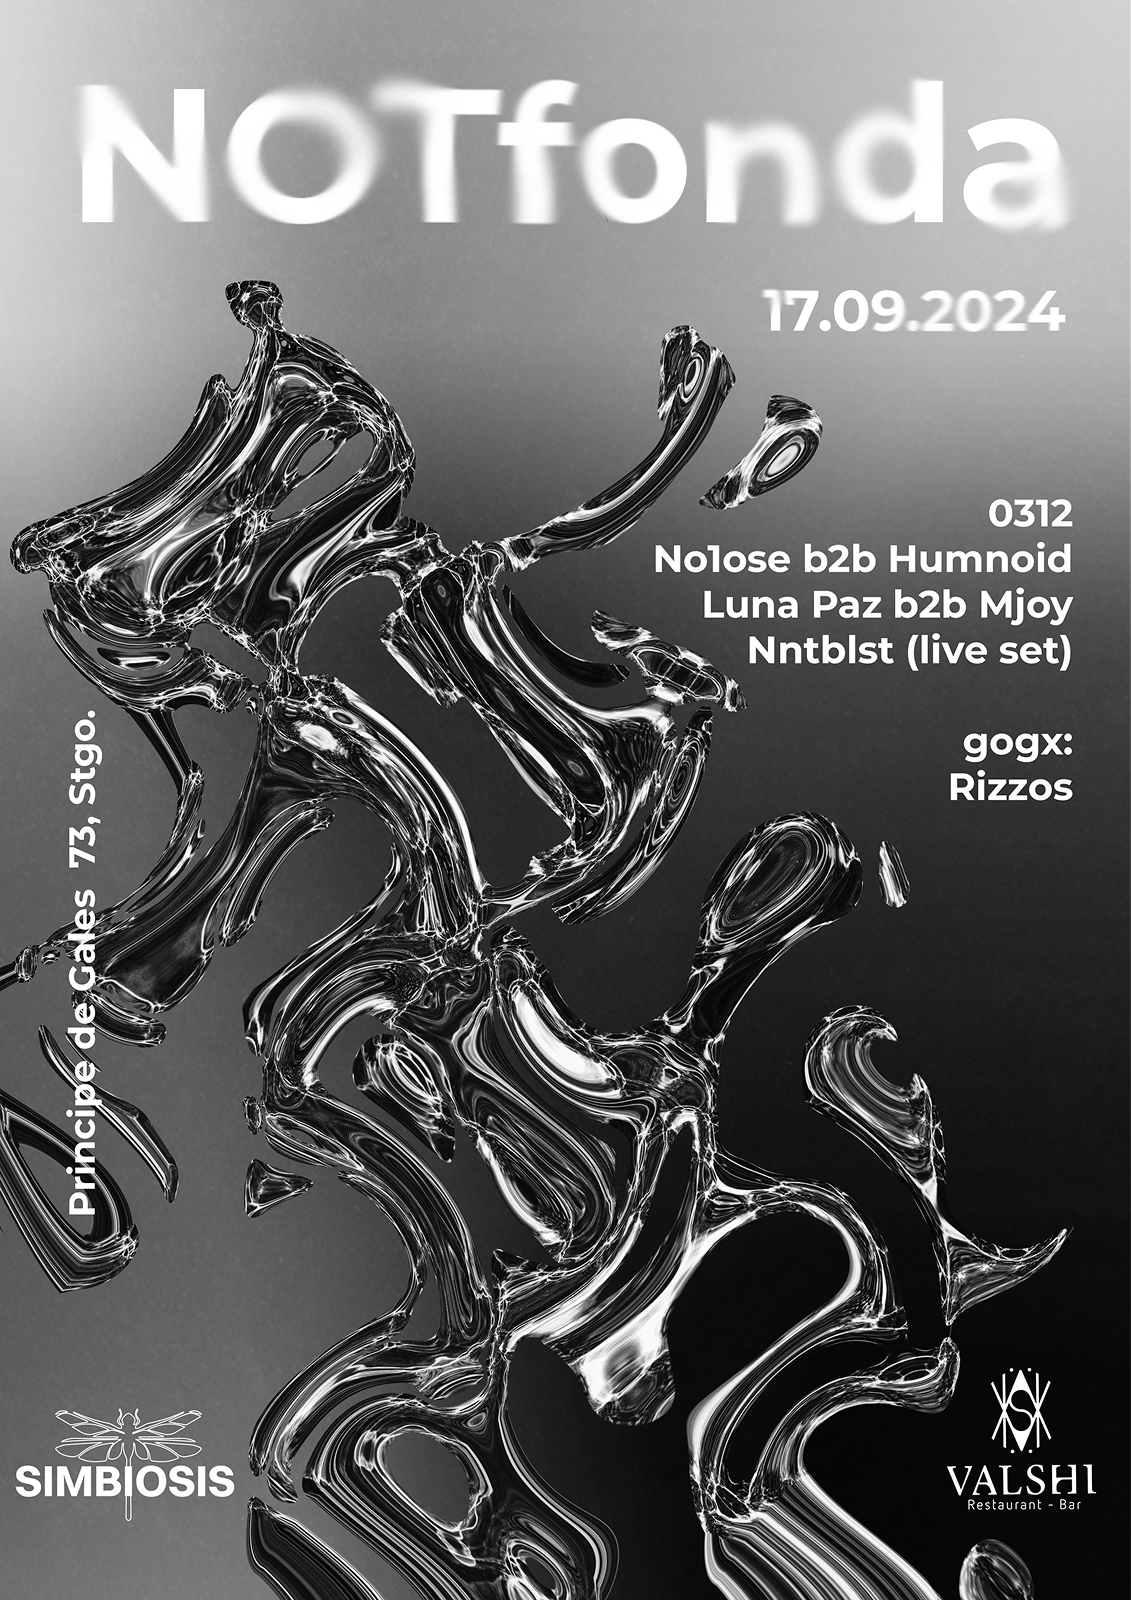 NOTfonda
17.09.2024
0312
No1ose b2b Humnoid
Luna Paz b2b Mjoy
Nntblst (live set)
gogx:
Rizzos
Principe de Gales 73, Stgo.
SIMBIOSIS
VALSHI
Restaurant - Bar